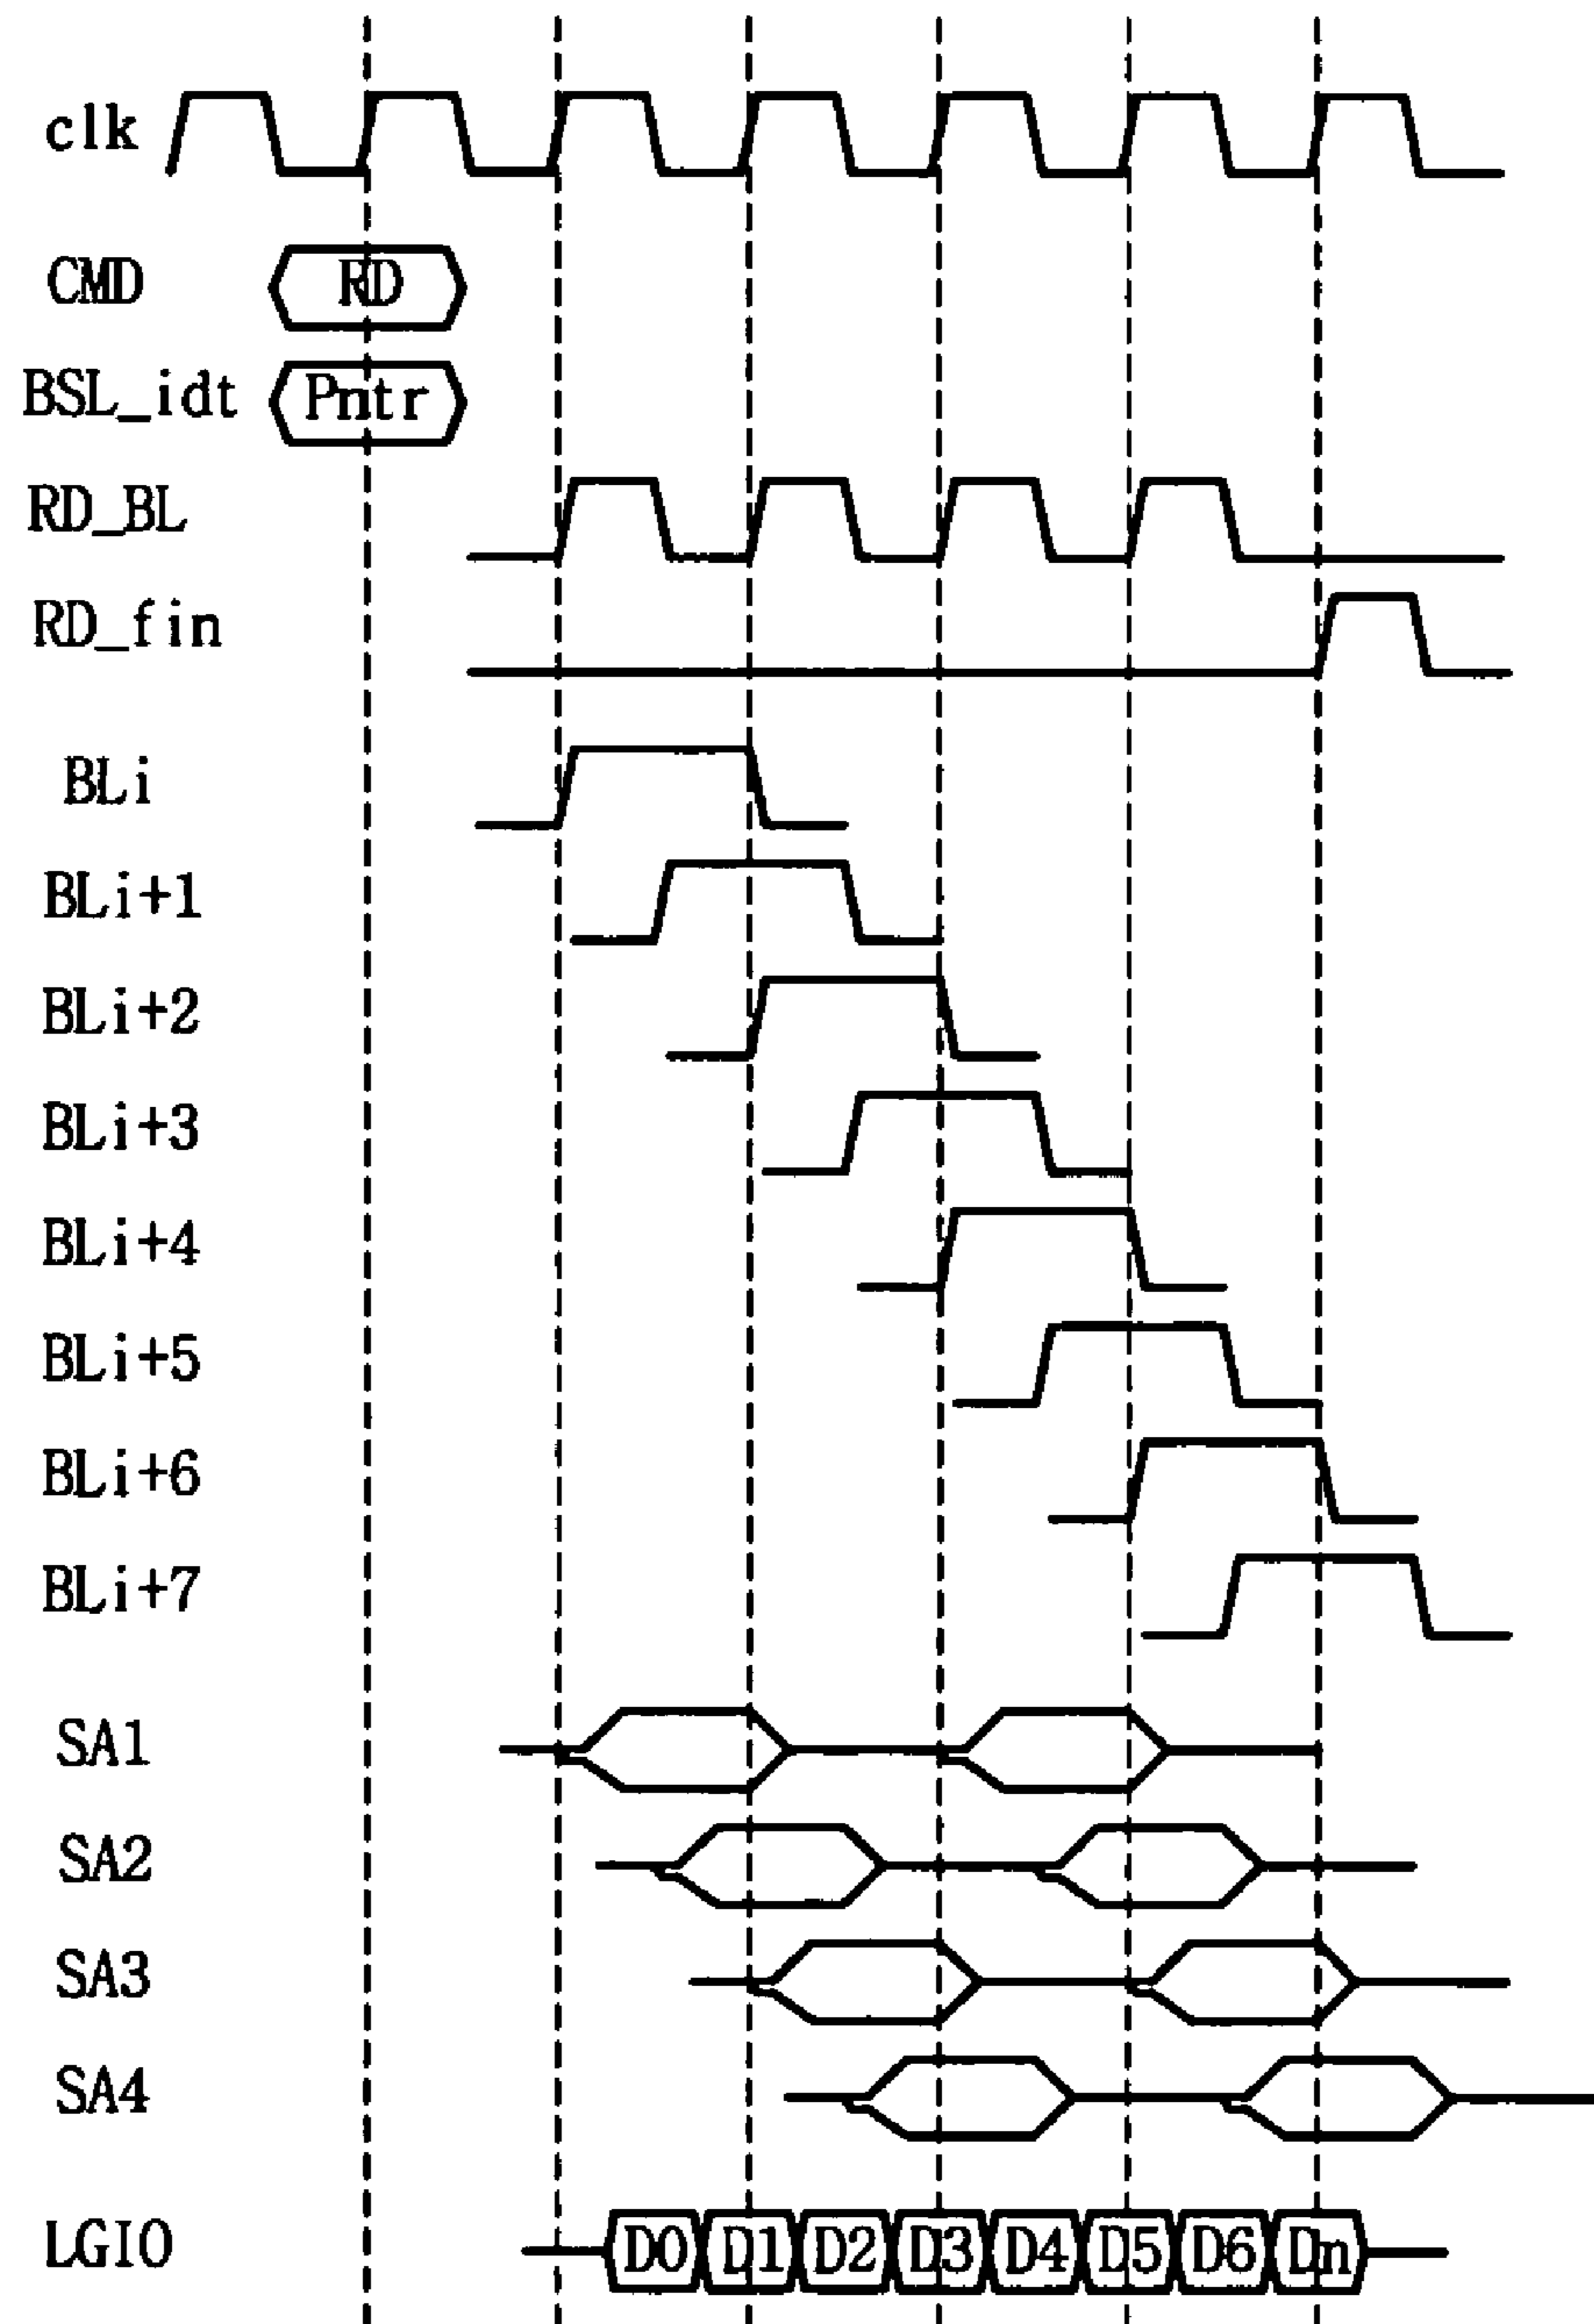 clk
CMD RD
BSL_idt Pntr
RD_BL
RD_fin
BLi
BLi+1
BLi+2
BLi+3
BLi+4
BLi+5
BLi+6
BLi+7
SA1
SA2
SA3
SA4
LGIO D0 D1 D2 D3 D4 D5 D6 Dn